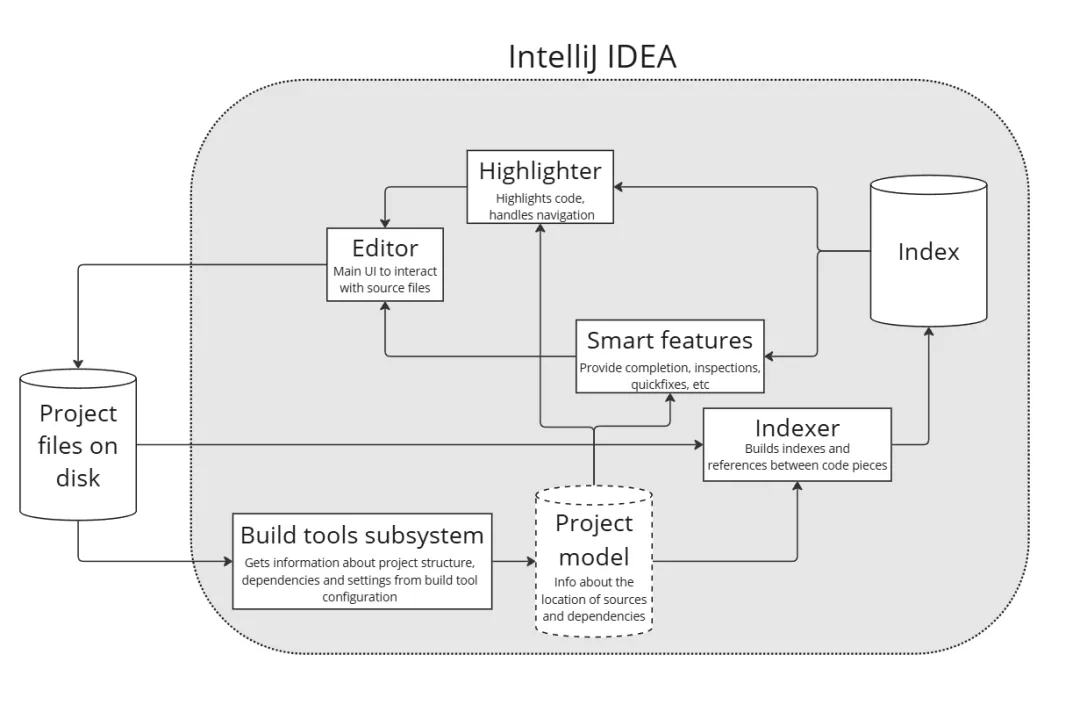 IntelliJ IDEA
Highlighter
Highlights code,
handles navigation
Editor
Main UI to interact
with source files
Index
Smart features
Provide completion, inspections,
quickfixes, etc
Project
files on
disk
Indexer
Builds indexes and
references between code pieces
Build tools subsystem
Gets information about project structure,
dependencies and settings from build tool
configuration
Project
model
Info about the
location of sources
and dependencies